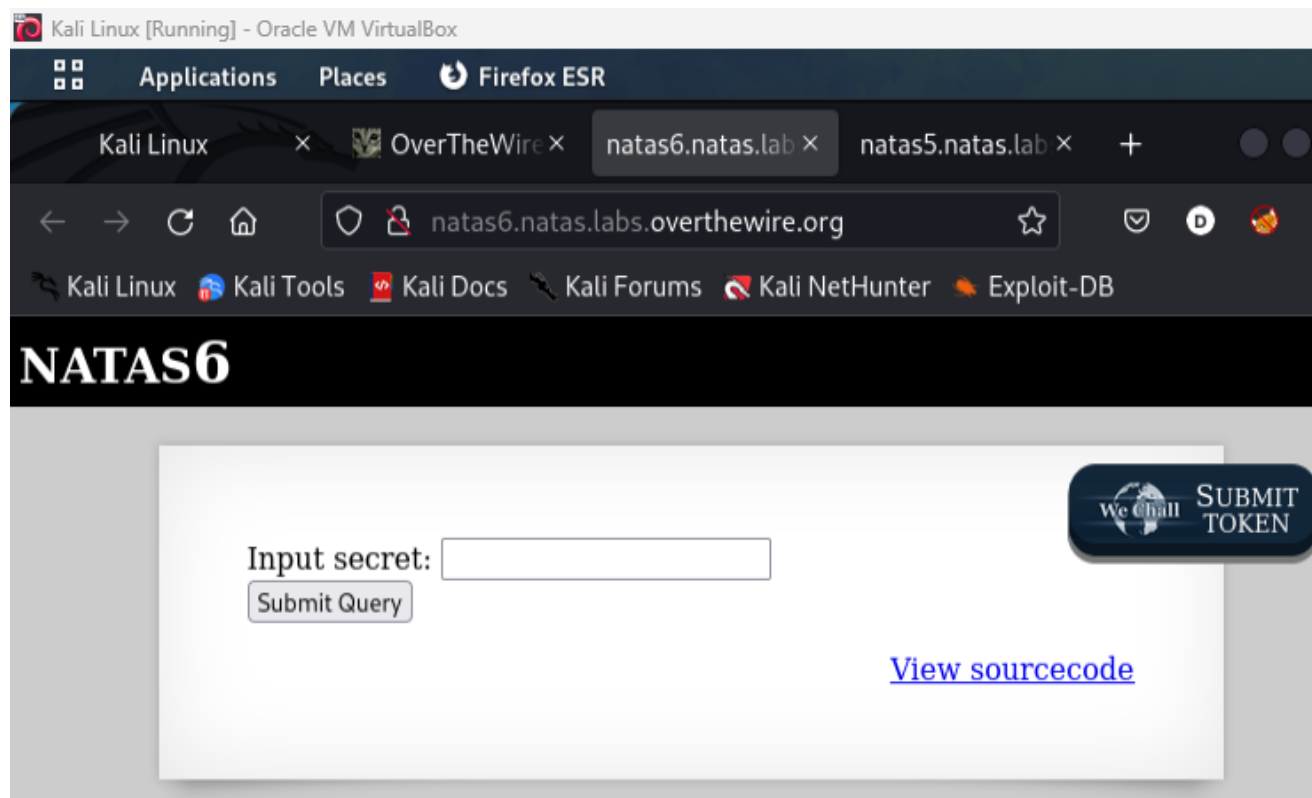 Kali Linux [Running] - Oracle VM VirtualBox
Applications Places Firefox ESR
Kali Linux OverTheWire natas6.natas.lab natas5.natas.lab
natas6.natas.labs.overthewire.org
Kali Linux Kali Tools Kali Docs Kali Forums Kali NetHunter Exploit-DB
NATAS6
We Chall SUBMIT TOKEN
Input secret:
Submit Query
View sourcecode